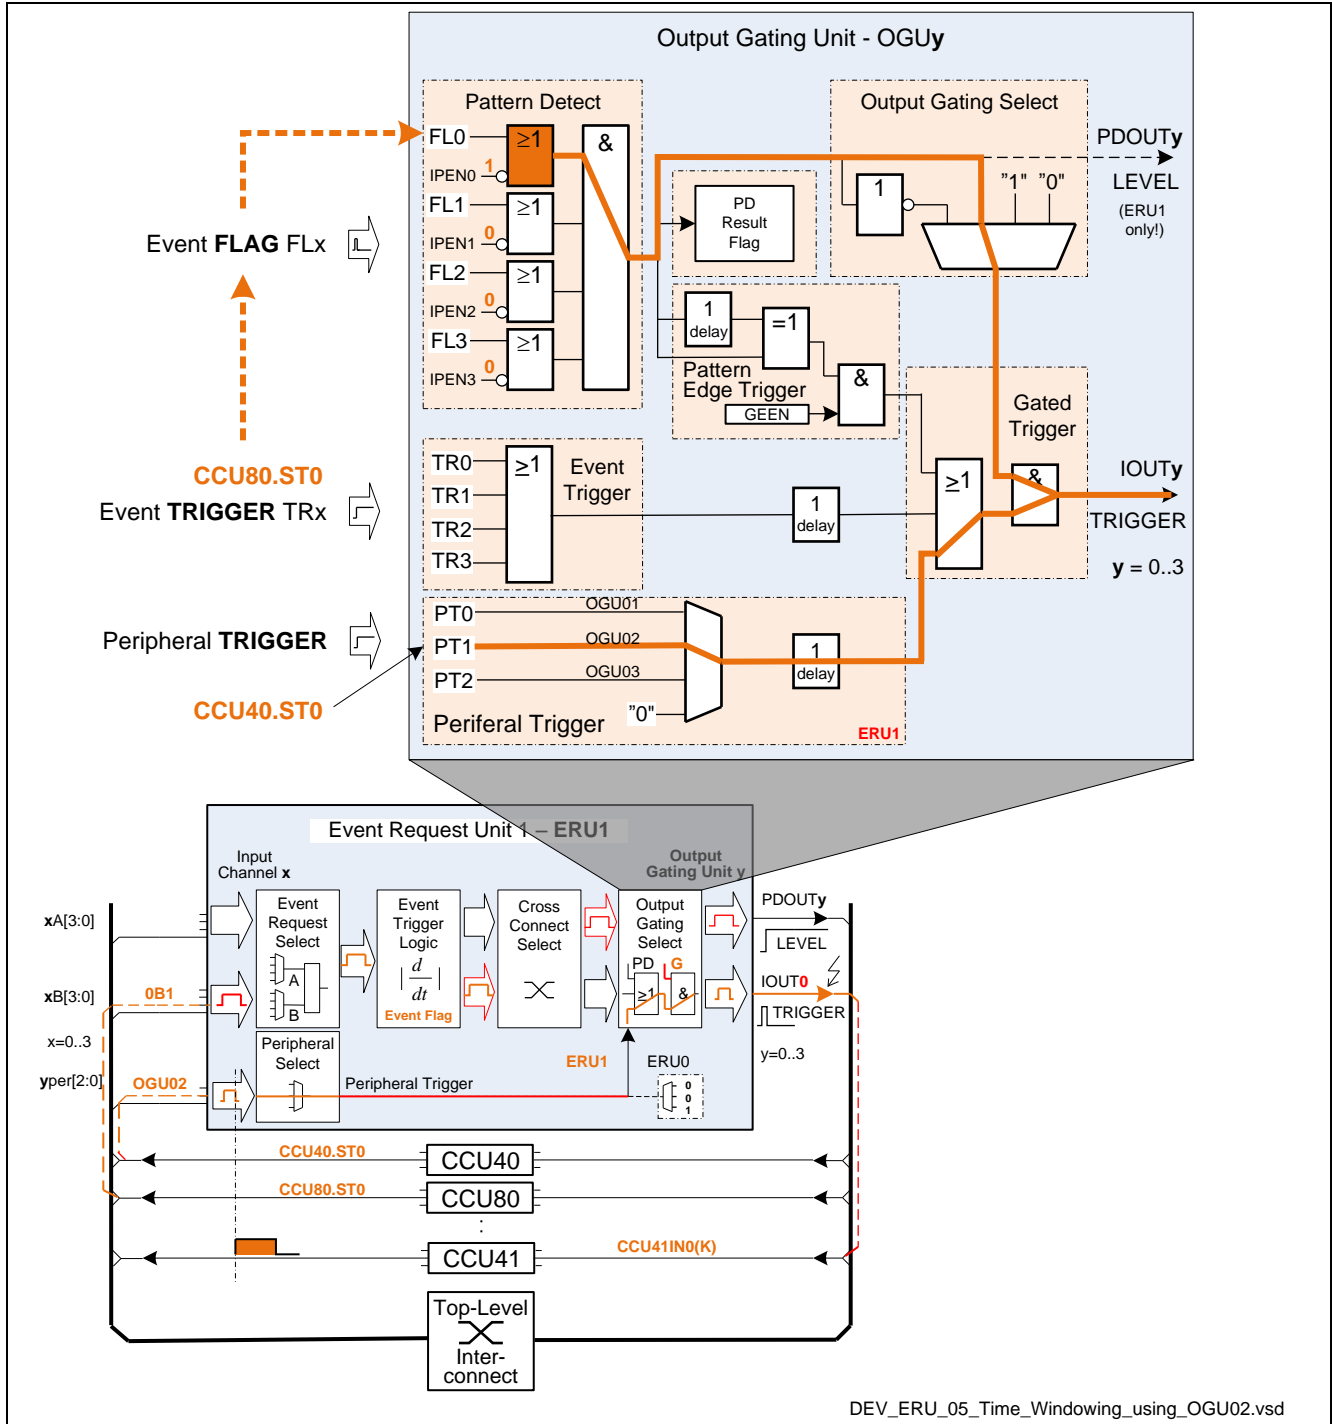 Output Gating Unit - OGUy
Pattern Detect
Output Gating Select
FL0
≥1
&
IPEN0
1
FL1
≥1
IPEN1
0
FL2
≥1
IPEN2
0
FL3
≥1
IPEN3
0
PD
Result
Flag
1
"1" "0"
PDOUTy
LEVEL
(ERU1
only!)
Event FLAG FLx
1
delay
=1
Pattern
Edge Trigger
GEEN
&
Gated
Trigger
CCU80.ST0
Event TRIGGER TRx
TR0
TR1
TR2
TR3
≥1
Event
Trigger
1
delay
≥1
&
IOUTy
TRIGGER
y = 0..3
Peripheral TRIGGER
PT0
OGU01
PT1
OGU02
PT2
OGU03
"0"
1
delay
Periferal Trigger
ERU1
CCU40.ST0
Event Request Unit 1 – ERU1
Input
Channel x
Output
Gating Unit y
xA[3:0]
xB[3:0]
0B1
x=0..3
yper[2:0]
OGU02
Event
Request
Select
A
B
Event
Trigger
Logic
| d/dt |
Event Flag
Cross
Connect
Select
Output
Gating
Select
PD
G
≥1
&
PDOUTy
LEVEL
IOUT0
TRIGGER
y=0..3
Peripheral
Select
Peripheral Trigger
ERU1
ERU0
0
0
1
CCU40.ST0
CCU40
CCU80.ST0
CCU80
:
CCU41
CCU41IN0(K)
Top-Level
Inter-
connect
DEV_ERU_05_Time_Windowing_using_OGU02.vsd